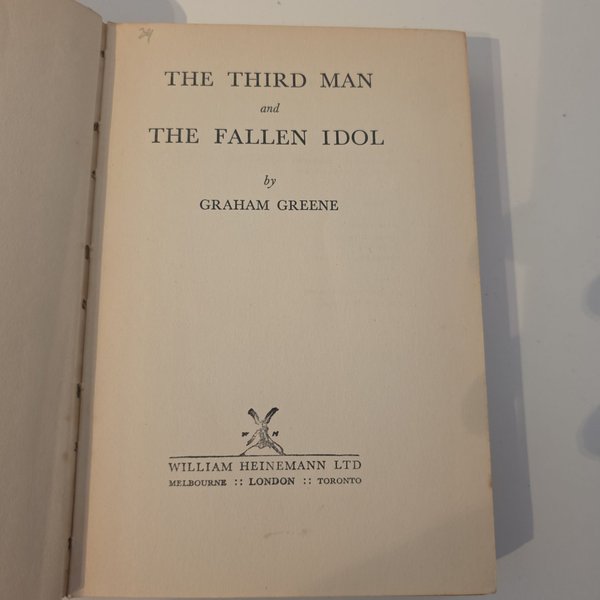 THE THIRD MAN
and
THE FALLEN IDOL
by
GRAHAM GREENE
W H
WILLIAM HEINEMANN LTD
MELBOURNE :: LONDON :: TORONTO